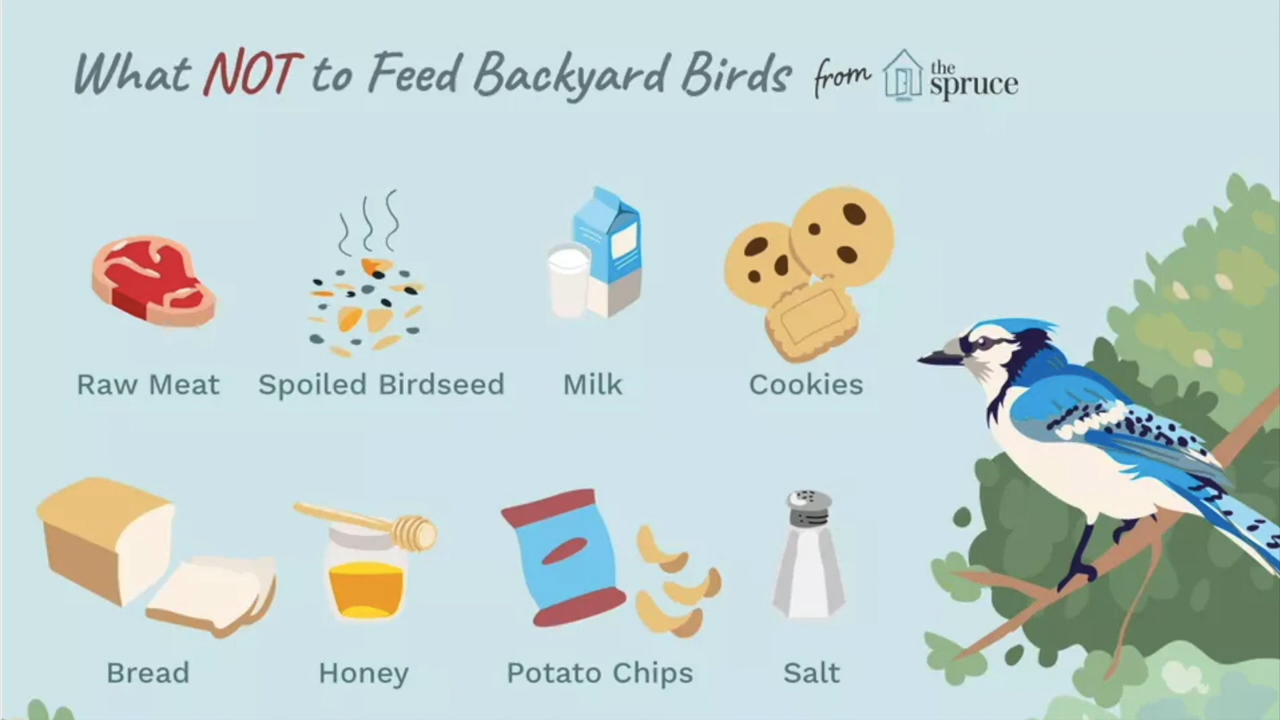 What NOT to Feed Backyard Birds from the spruce
Raw Meat
Spoiled Birdseed
Milk
Cookies
Bread
Honey
Potato Chips
Salt